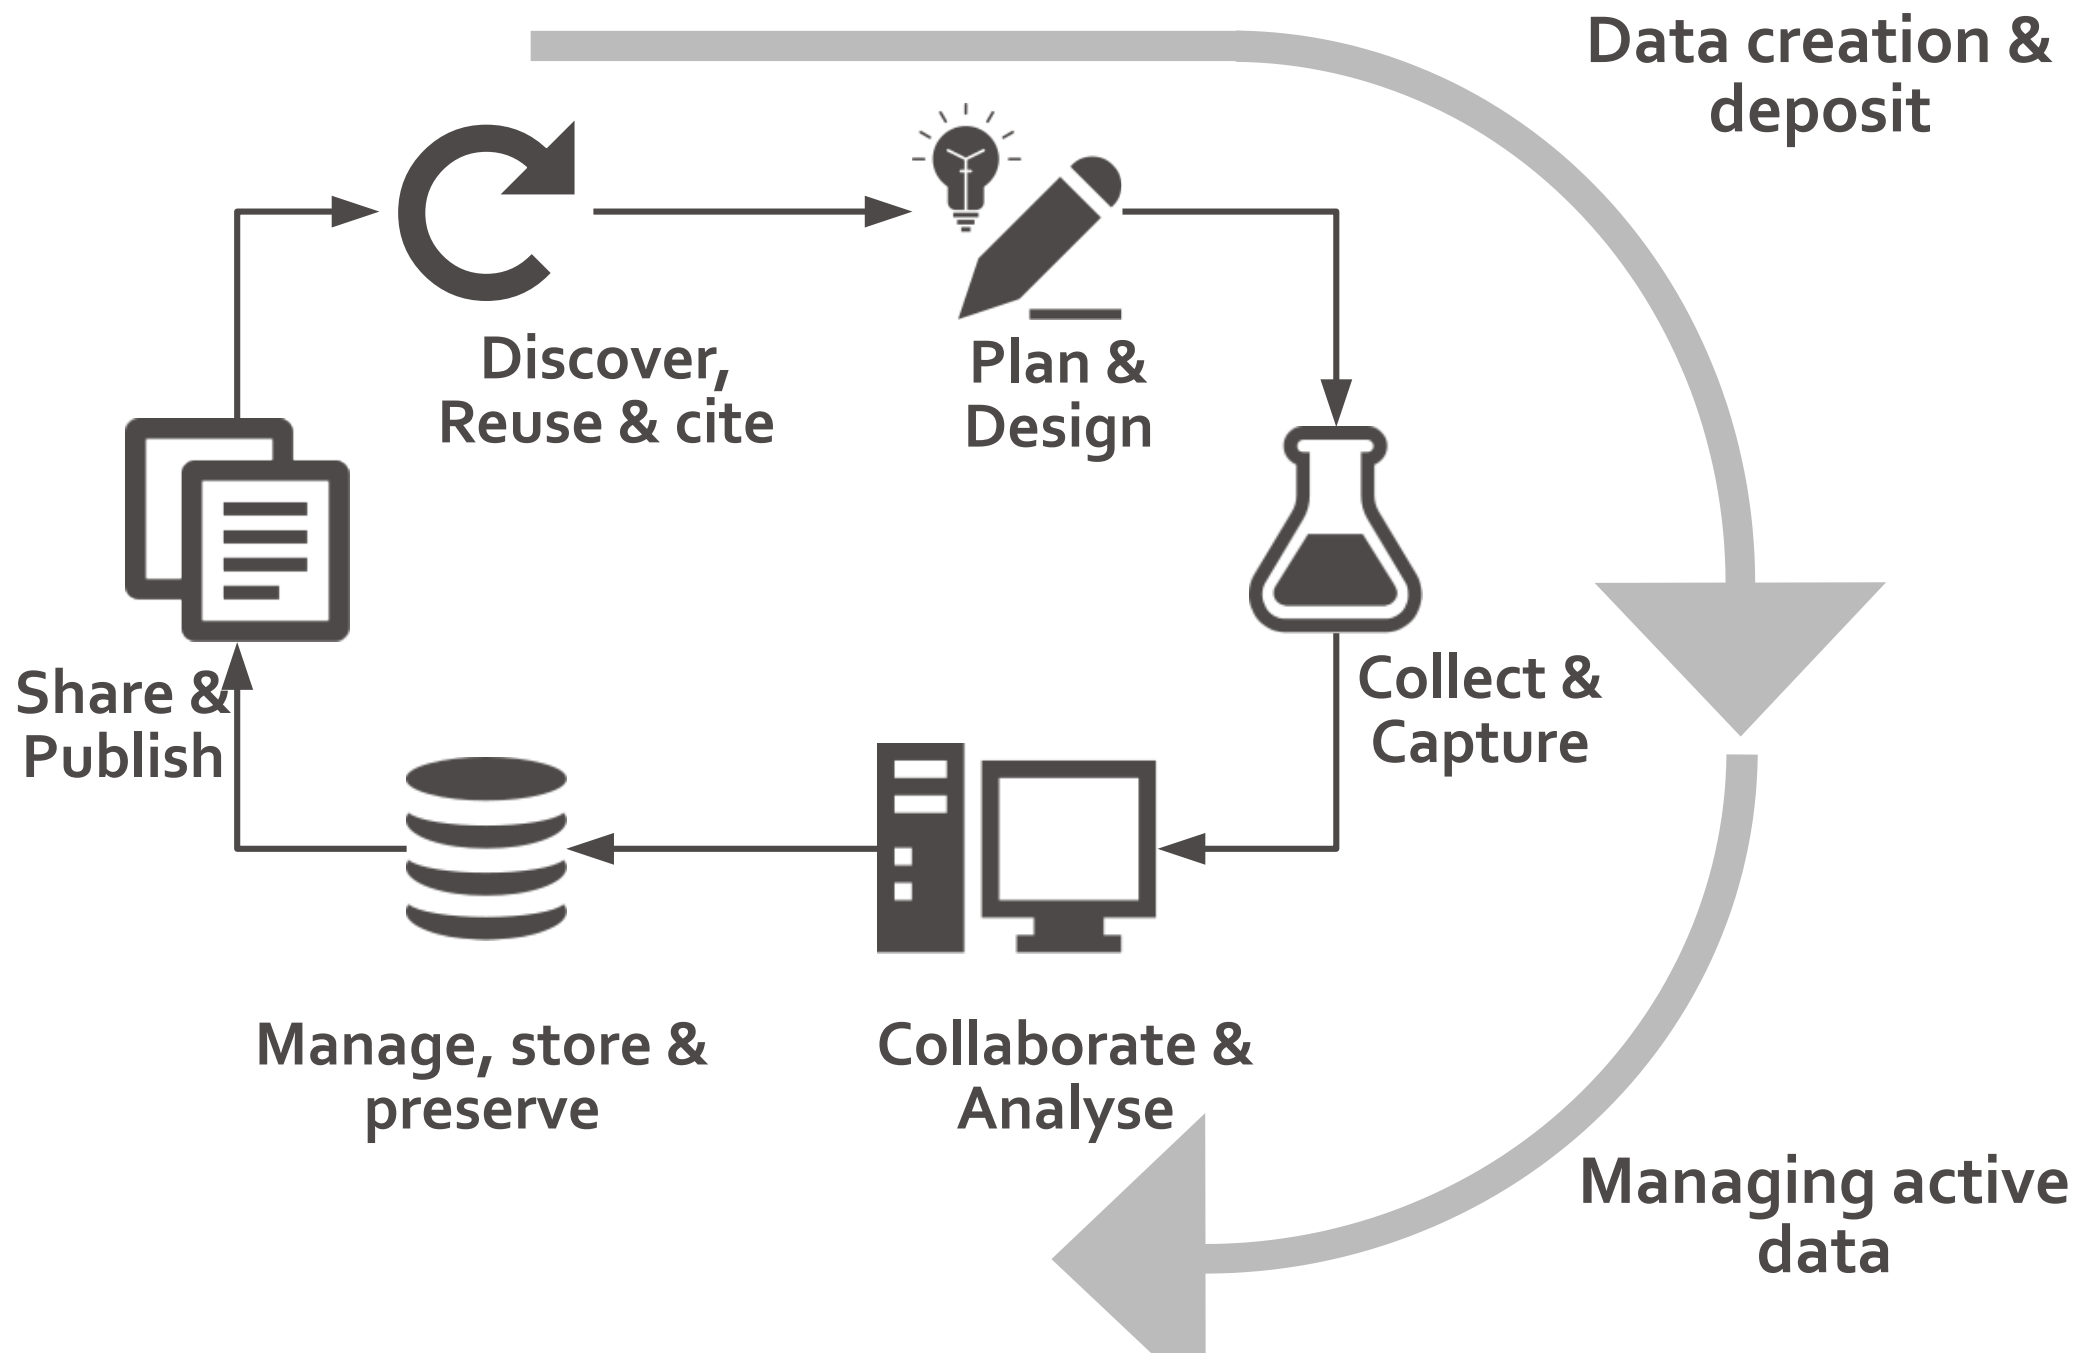 Data creation &
deposit
Discover,
Reuse & cite
Plan &
Design
Share &
Publish
Collect &
Capture
Manage, store &
preserve
Collaborate &
Analyse
Managing active
data